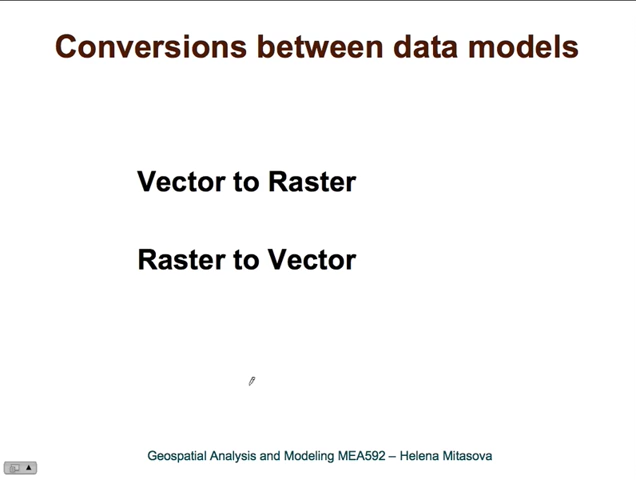 Conversions between data models
Vector to Raster
Raster to Vector
Geospatial Analysis and Modeling MEA592 – Helena Mitasova